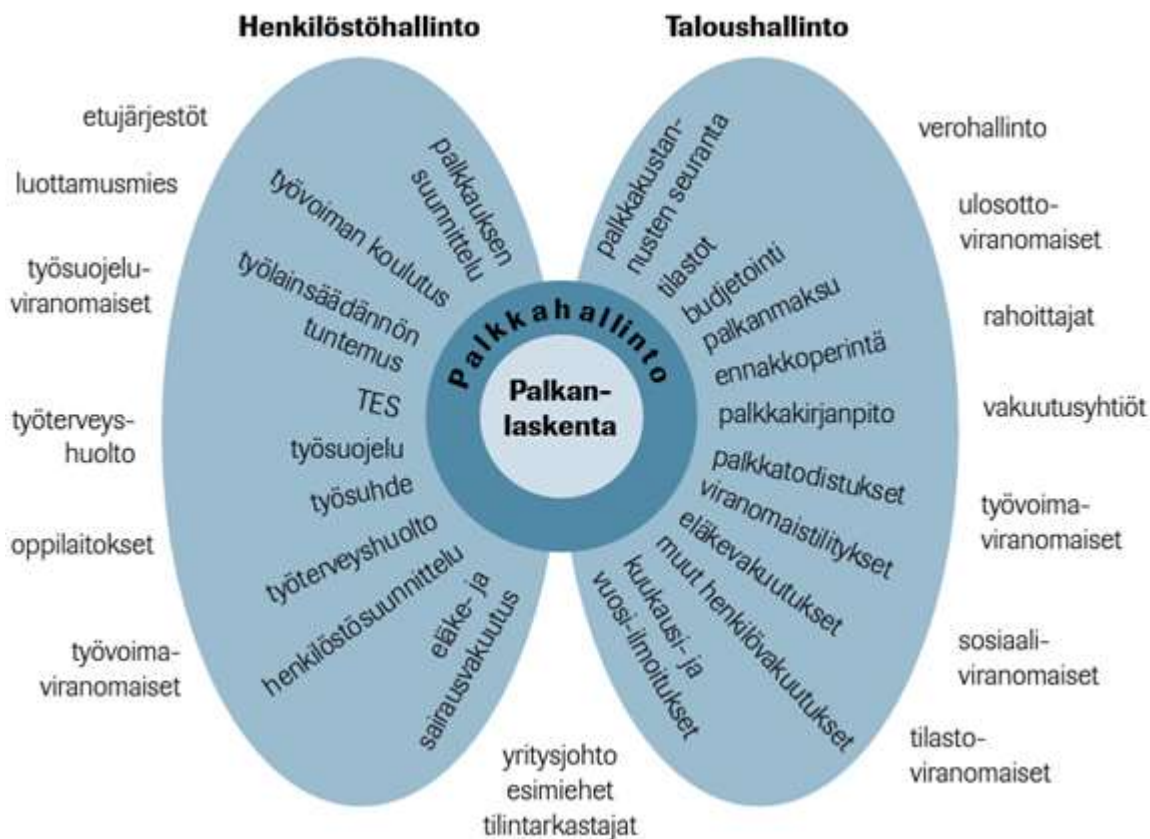 Henkilöstöhallinto
Taloushallinto
etujärjestöt
luottamusmies
työsuojelu-
viranomaiset
työterveys-
huolto
oppilaitokset
työvoima-
viranomaiset
palkkauksen
suunnittelu
työvoiman koulutus
työlainsäädännön
tuntemus
TES
työsuojelu
työsuhde
työterveyshuolto
henkilöstösuunnittelu
eläke- ja
sairausvakuutus
Palkkahallinto
Palkan-
laskenta
palkkakustan-
nusten seuranta
tilastot
budjetointi
palkanmaksu
ennakkoperintä
palkkakirjanpito
palkkatodistukset
viranomaistilitykset
eläkevakuutukset
muut henkilövakuutukset
kuukausi- ja
vuosi-ilmoitukset
verohallinto
ulosotto-
viranomaiset
rahoittajat
vakuutusyhtiöt
työvoima-
viranomaiset
sosiaali-
viranomaiset
tilasto-
viranomaiset
yritysjohto
esimiehet
tilintarkastajat